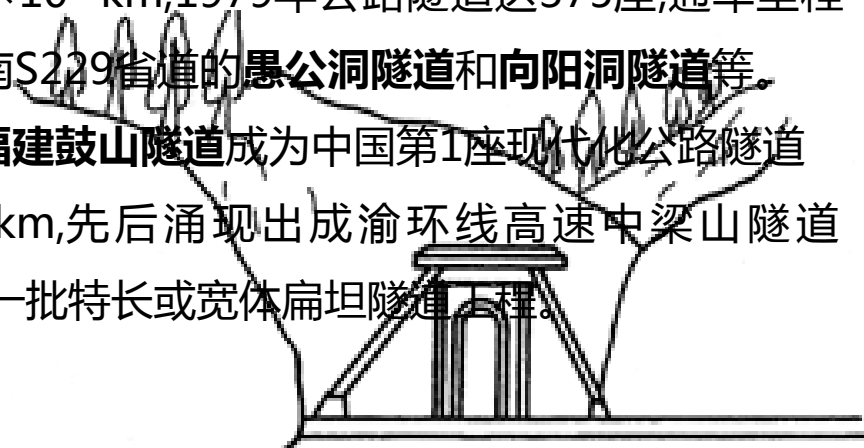 km,1979年公路隧道达375座,通车里程
南S229省道的愚公洞隧道和向阳洞隧道等。
福建鼓山隧道成为中国第1座现代化公路隧道
km,先后涌现出成渝环线高速中梁山隧道
一批特长或宽体扁坦隧道工程。